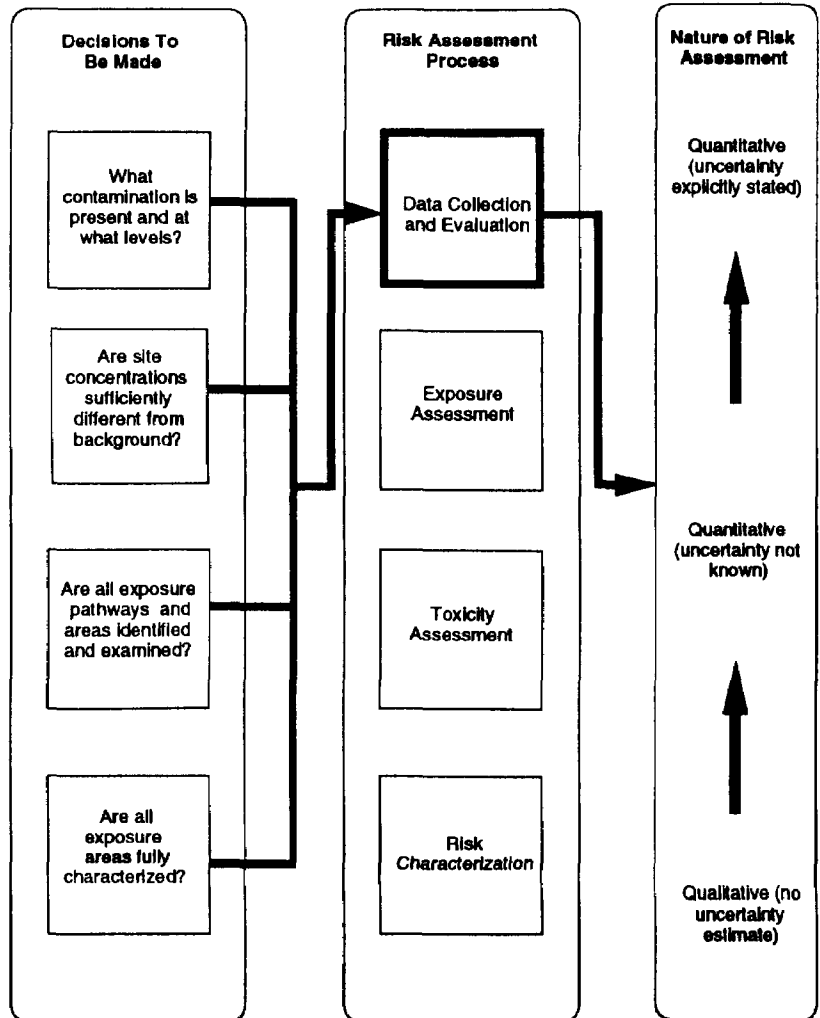 Decisions To
Be Made
What
contamination is
present and at
what levels?
Are site
concentrations
sufficiently
different from
background?
Are all exposure
pathways and
areas identified
and examined?
Are all
exposure
areas fully
characterized?
Risk Assessment
Process
Data Collection
and Evaluation
Exposure
Assessment
Toxicity
Assessment
Risk
Characterization
Nature of Risk
Assessment
Quantitative
(uncertainty
explicitly stated)
Quantitative
(uncertainty not
known)
Qualitative (no
uncertainty
estimate)